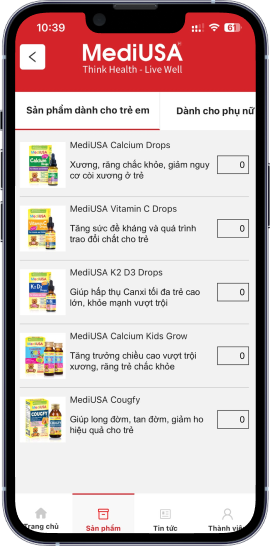 10:39
61
MediUSA
Think Health - Live Well
Sản phẩm dành cho trẻ em
Dành cho phụ nữ
MediUSA Calcium Drops
Xương, răng chắc khỏe, giảm nguy
cơ còi xương ở trẻ
0
MediUSA Vitamin C Drops
Tăng sức đề kháng và quá trình
trao đổi chất cho trẻ
0
MediUSA K2 D3 Drops
Giúp hấp thụ Canxi tối đa trẻ cao
lớn, khỏe mạnh vượt trội
0
MediUSA Calcium Kids Grow
Tăng trưởng chiều cao vượt trội
xương, răng trẻ chắc khỏe
0
MediUSA Cougfy
Giúp long đờm, tan đờm, giảm ho
hiệu quả cho trẻ
0
Trang chủ
Sản phẩm
Tin tức
Thành viên